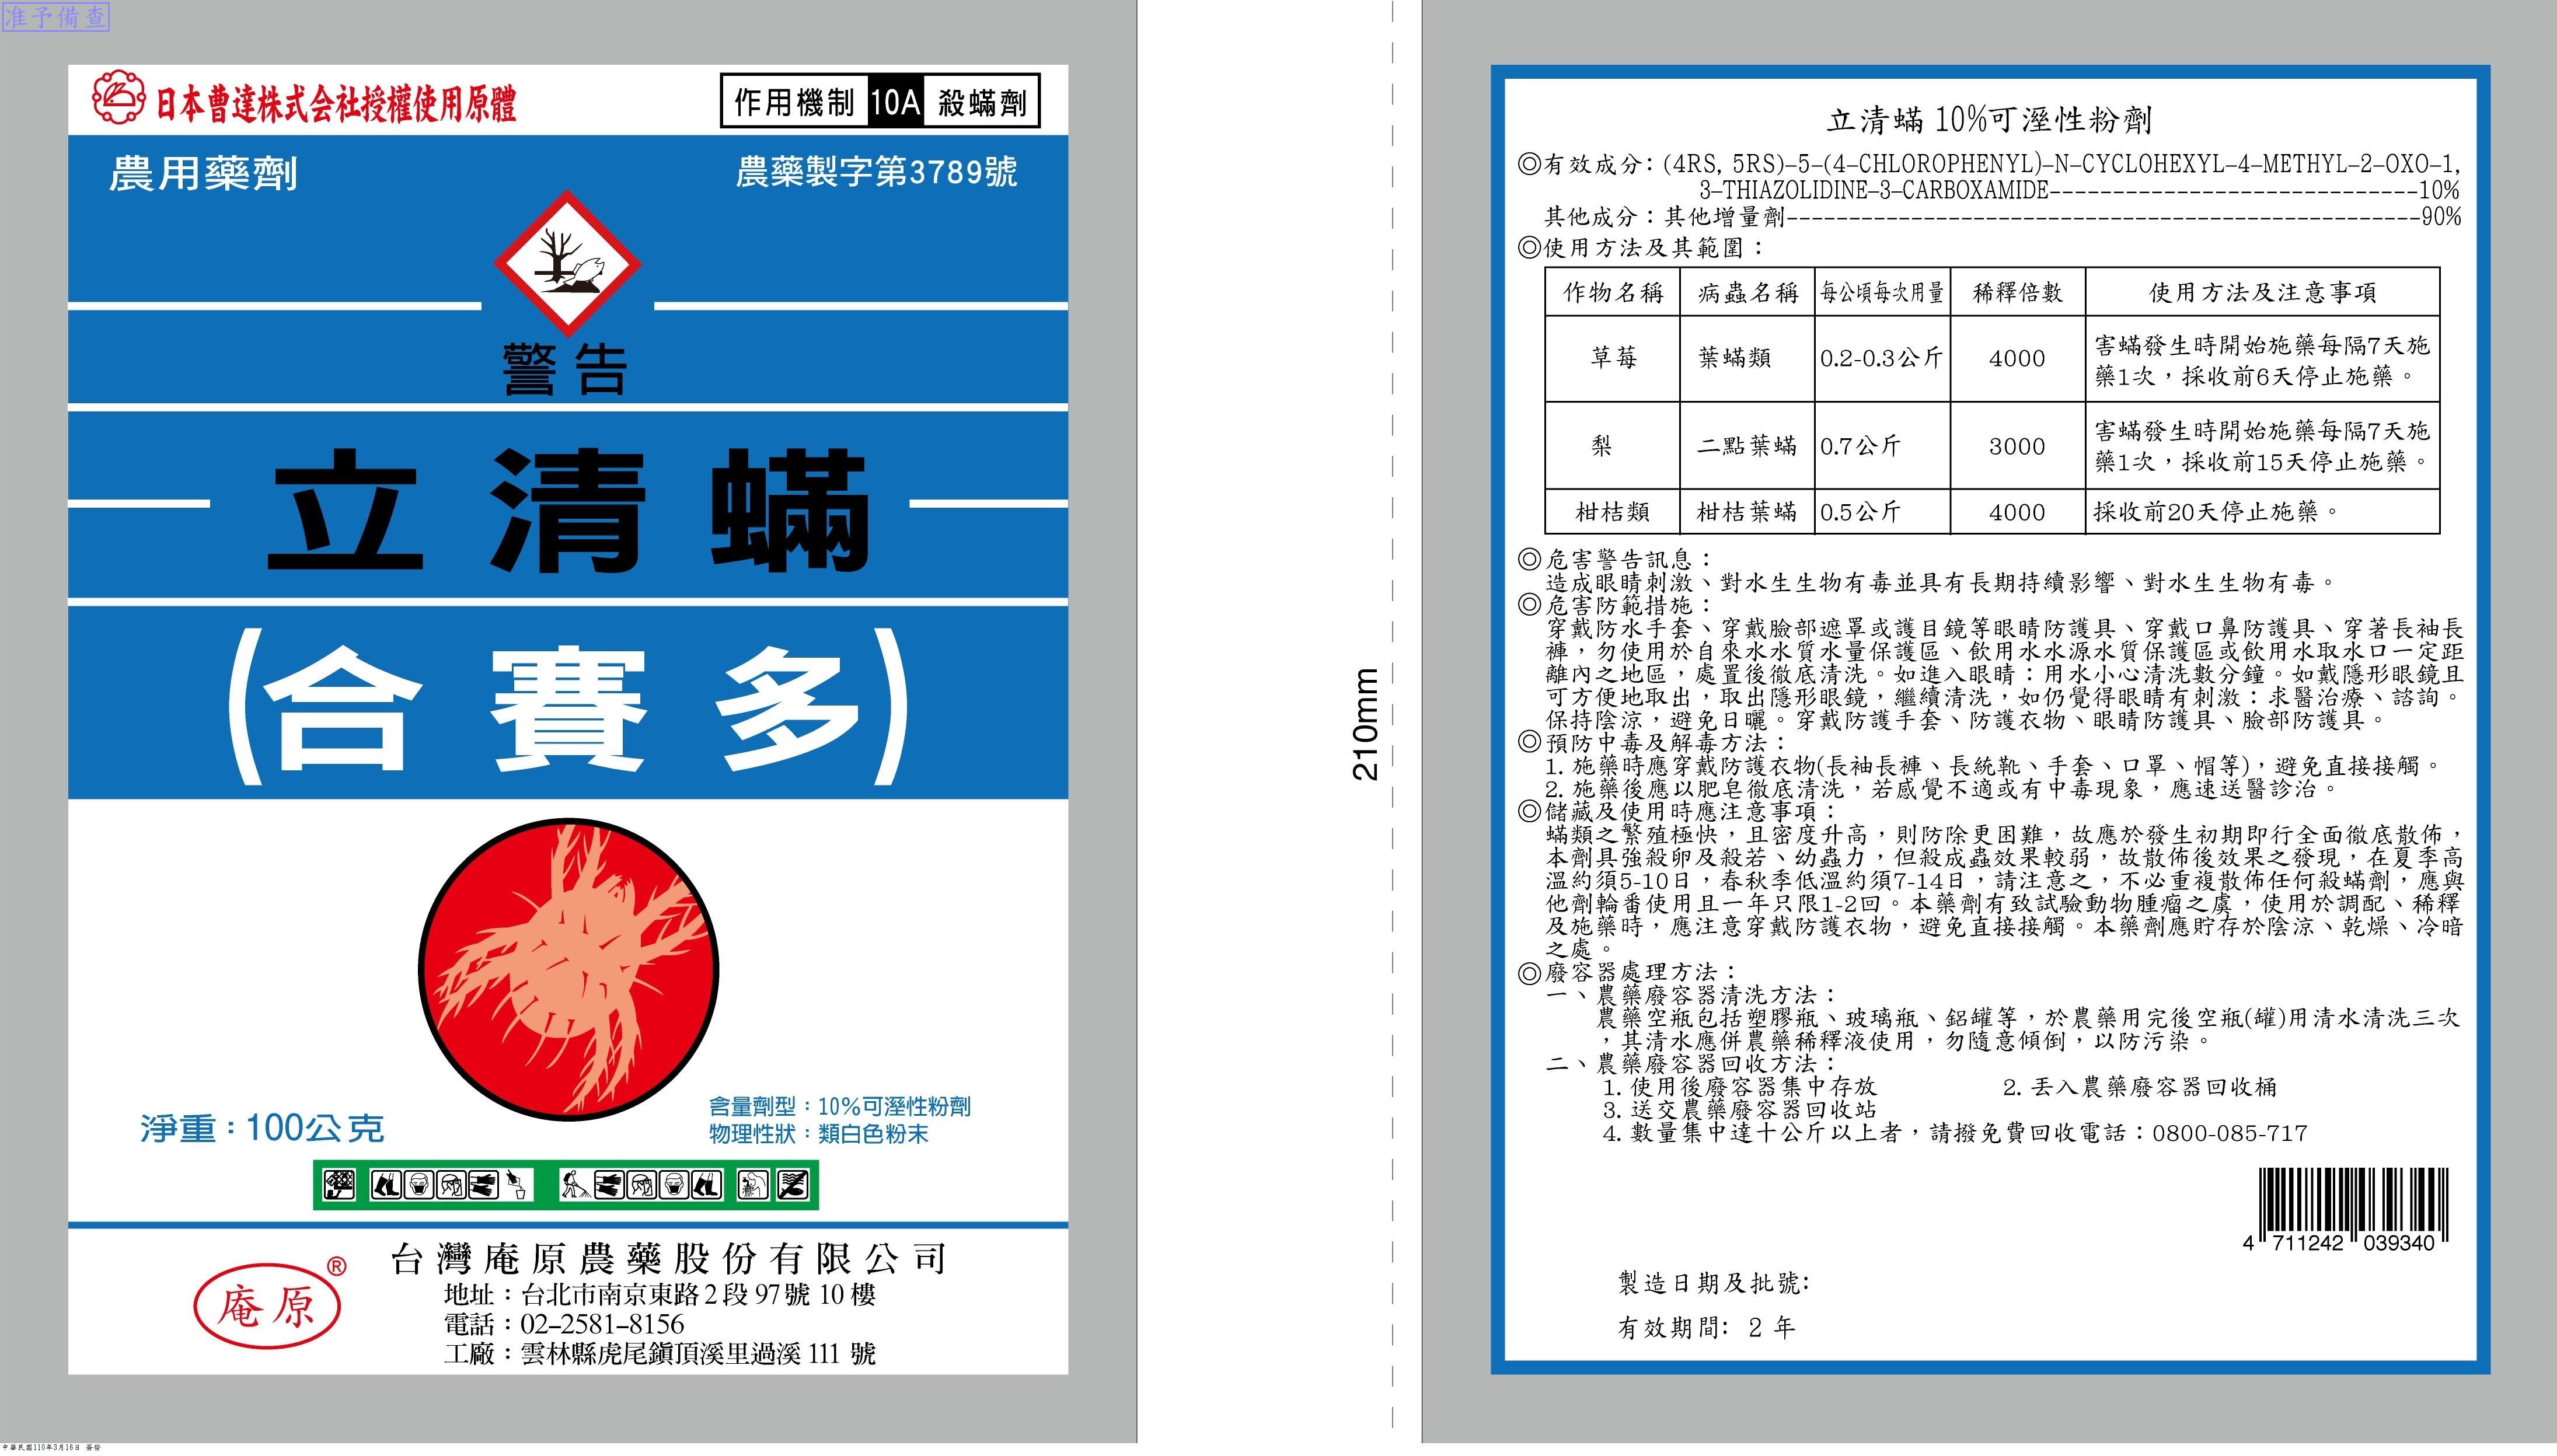 准予備查
日本曹達株式会社授權使用原體
作用機制 10A 殺蟎劑
農用藥劑
農藥製字第3789號
警告
立清蟎
(合賽多)
淨重：100公克
含量劑型：10%可溼性粉劑
物理性狀：類白色粉末
庵原®
台灣庵原農藥股份有限公司
地址：台北市南京東路2段97號10樓
電話：02-2581-8156
工廠：雲林縣虎尾鎮頂溪里過溪111號
210mm
立清蟎 10%可溼性粉劑
◎有效成分：(4RS, 5RS)-5-(4-CHLOROPHENYL)-N-CYCLOHEXYL-4-METHYL-2-OXO-1,
3-THIAZOLIDINE-3-CARBOXAMIDE-----------------------------10%
其他成分：其他增量劑--------------------------------------------------90%
◎使用方法及其範圍：
作物名稱 病蟲名稱 每公頃每次用量 稀釋倍數 使用方法及注意事項
草莓 葉蟎類 0.2-0.3公斤 4000 害蟎發生時開始施藥每隔7天施
藥1次，採收前6天停止施藥。
梨 二點葉蟎 0.7公斤 3000 害蟎發生時開始施藥每隔7天施
藥1次，採收前15天停止施藥。
柑桔類 柑桔葉蟎 0.5公斤 4000 採收前20天停止施藥。
◎危害警告訊息：
造成眼睛刺激、對水生生物有毒並具有長期持續影響、對水生生物有毒。
◎危害防範措施：
穿戴防水手套、穿戴臉部遮罩或護目鏡等眼睛防護具、穿戴口鼻防護具、穿著長袖長
褲，勿使用於自來水水質水量保護區、飲用水水源水質保護區或飲用水取水口一定距
離內之地區，處置後徹底清洗。如進入眼睛：用水小心清洗數分鐘。如戴隱形眼鏡且
可方便地取出，取出隱形眼鏡，繼續清洗，如仍覺得眼睛有刺激：求醫治療、諮詢。
保持陰涼，避免日曬。穿戴防護手套、防護衣物、眼睛防護具、臉部防護具。
◎預防中毒及解毒方法：
1. 施藥時應穿戴防護衣物(長袖長褲、長統靴、手套、口罩、帽等)，避免直接接觸。
2. 施藥後應以肥皂徹底清洗，若感覺不適或有中毒現象，應速送醫診治。
◎儲藏及使用時應注意事項：
蟎類之繁殖極快，且密度升高，則防除更困難，故應於發生初期即行全面徹底散佈，
本劑具強殺卵及殺若、幼蟲力，但殺成蟲效果較弱，故散佈後效果之發現，在夏季高
溫約須5-10日，春秋季低溫約須7-14日，請注意之，不必重複散佈任何殺蟎劑，應與
他劑輪番使用且一年只限1-2回。本藥劑有致試驗動物腫瘤之虞，使用於調配、稀釋
及施藥時，應注意穿戴防護衣物，避免直接接觸。本藥劑應貯存於陰涼、乾燥、冷暗
之處。
◎廢容器處理方法：
一、農藥廢容器清洗方法：
農藥空瓶包括塑膠瓶、玻璃瓶、鋁罐等，於農藥用完後空瓶(罐)用清水清洗三次
，其清水應併農藥稀釋液使用，勿隨意傾倒，以防污染。
二、農藥廢容器回收方法：
1. 使用後廢容器集中存放 2. 丟入農藥廢容器回收桶
3. 送交農藥廢容器回收站
4. 數量集中達十公斤以上者，請撥免費回收電話：0800-085-717
4 711242 039340
製造日期及批號：
有效期間：2 年
中華民國110年3月16日 簽發